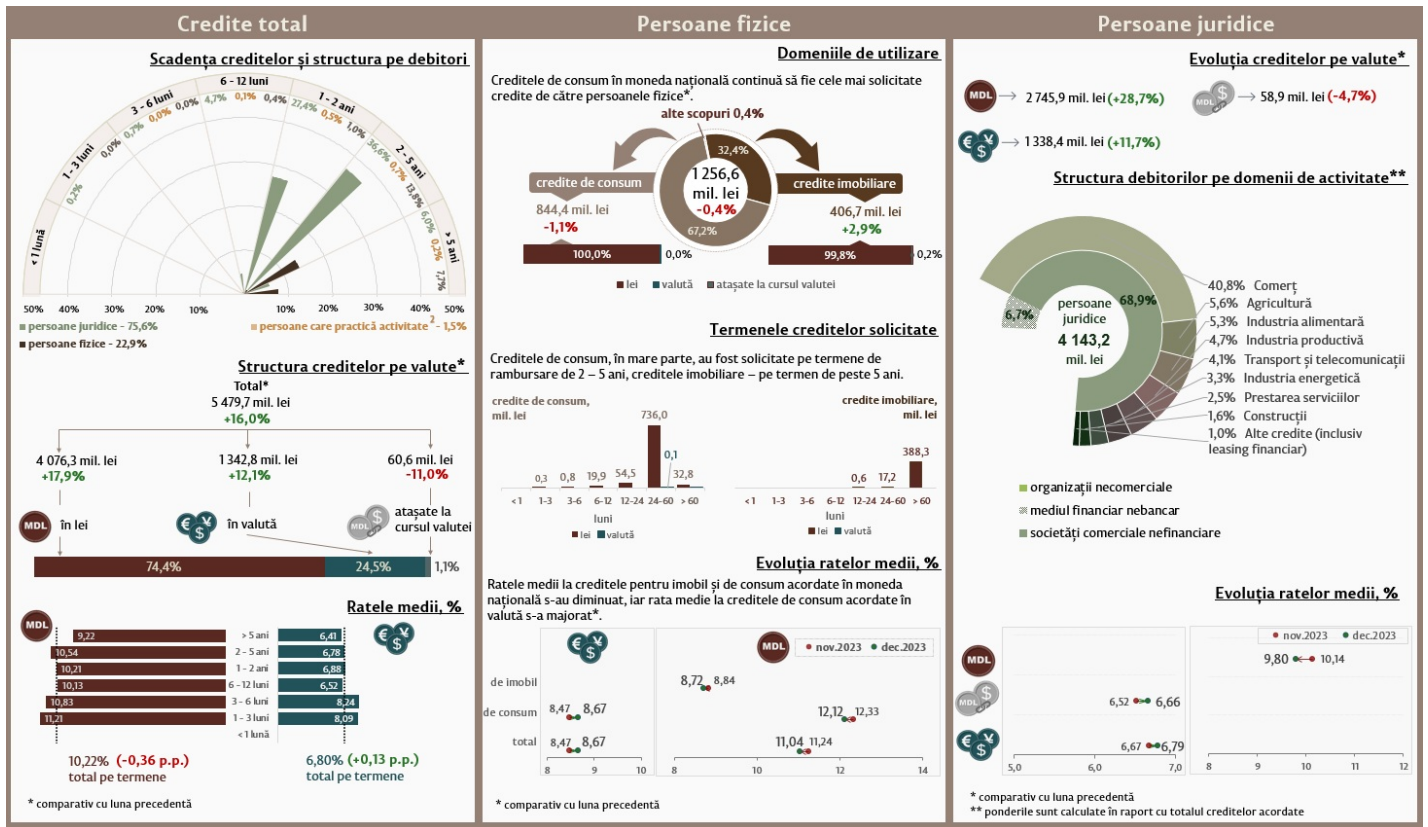 Credite total
Scadența creditelor și structura pe debitori
< 1 lună
1 - 3 luni
3 - 6 luni
6 - 12 luni
1 - 2 ani
2 - 5 ani
> 5 ani
0,2%
0,0%
0,7%
0,0%
0,0%
4,7%
0,1%
0,4%
27,4%
0,5%
1,0%
36,6%
0,7%
13,8%
6,0%
0,2%
7,7%
50% 40% 30% 20% 10% 10% 20% 30% 40% 50%
persoane juridice - 75,6%
persoane care practică activitate 2 - 1,5%
persoane fizice - 22,9%
Structura creditelor pe valute*
Total*
5 479,7 mil. lei
+16,0%
4 076,3 mil. lei
+17,9%
1 342,8 mil. lei
+12,1%
60,6 mil. lei
-11,0%
MDL în lei
€ ¥ $ în valută
MDL $ atașate la
cursul valutei
74,4% 24,5% 1,1%
Ratele medii, %
MDL
€ ¥ $
9,22 > 5 ani 6,41
10,54 2 - 5 ani 6,78
10,21 1 - 2 ani 6,88
10,13 6 - 12 luni 6,52
10,83 3 - 6 luni 8,24
11,21 1 - 3 luni 8,09
< 1 lună
10,22% (-0,36 p.p.)
total pe termene
6,80% (+0,13 p.p.)
total pe termene
* comparativ cu luna precedentă
Persoane fizice
Domeniile de utilizare
Creditele de consum în moneda națională continuă să fie cele mai solicitate
credite de către persoanele fizice*.
alte scopuri 0,4%
32,4%
1 256,6
mil. lei
-0,4%
67,2%
credite de consum
844,4 mil. lei
-1,1%
credite imobiliare
406,7 mil. lei
+2,9%
100,0% 0,0%
99,8% 0,2%
lei valută atașate la cursul valutei
Termenele creditelor solicitate
Creditele de consum, în mare parte, au fost solicitate pe termene de
rambursare de 2 – 5 ani, creditele imobiliare – pe termen de peste 5 ani.
credite de consum,
mil. lei
736,0
0,1
0,3 0,8 19,9 54,5 32,8
< 1 1-3 3-6 6-12 12-24 24-60 > 60
luni
lei valută
credite imobiliare,
mil. lei
388,3
0,6 17,2
< 1 1-3 3-6 6-12 12-24 24-60 > 60
luni
lei valută
Evoluția ratelor medii, %
Ratele medii la creditele pentru imobil și de consum acordate în moneda
națională s-au diminuat, iar rata medie la creditele de consum acordate în
valută s-a majorat*.
€ ¥ $
MDL
nov.2023 dec.2023
de imobil 8,72 8,84
de consum 8,47 8,67 12,12 12,33
total 8,47 8,67 11,04 11,24
8 9 10 8 10 12 14
* comparativ cu luna precedentă
Persoane juridice
Evoluția creditelor pe valute*
MDL 2 745,9 mil. lei (+28,7%)
MDL $ 58,9 mil. lei (-4,7%)
€ ¥ $ 1 338,4 mil. lei (+11,7%)
Structura debitorilor pe domenii de activitate**
6,7%
68,9%
persoane
juridice
4 143,2
mil. lei
40,8% Comerț
5,6% Agricultură
5,3% Industria alimentară
4,7% Industria productivă
4,1% Transport și telecomunicații
3,3% Industria energetică
2,5% Prestarea serviciilor
1,6% Construcții
1,0% Alte credite (inclusiv
leasing financiar)
organizații necomerciale
mediul financiar nebancar
societăți comerciale nefinanciare
Evoluția ratelor medii, %
nov.2023 dec.2023
MDL 9,80 10,14
MDL $ 6,52 6,66
€ ¥ $ 6,67 6,79
5,0 6,0 7,0 8 9 10 11 12
* comparativ cu luna precedentă
** ponderile sunt calculate în raport cu totalul creditelor acordate